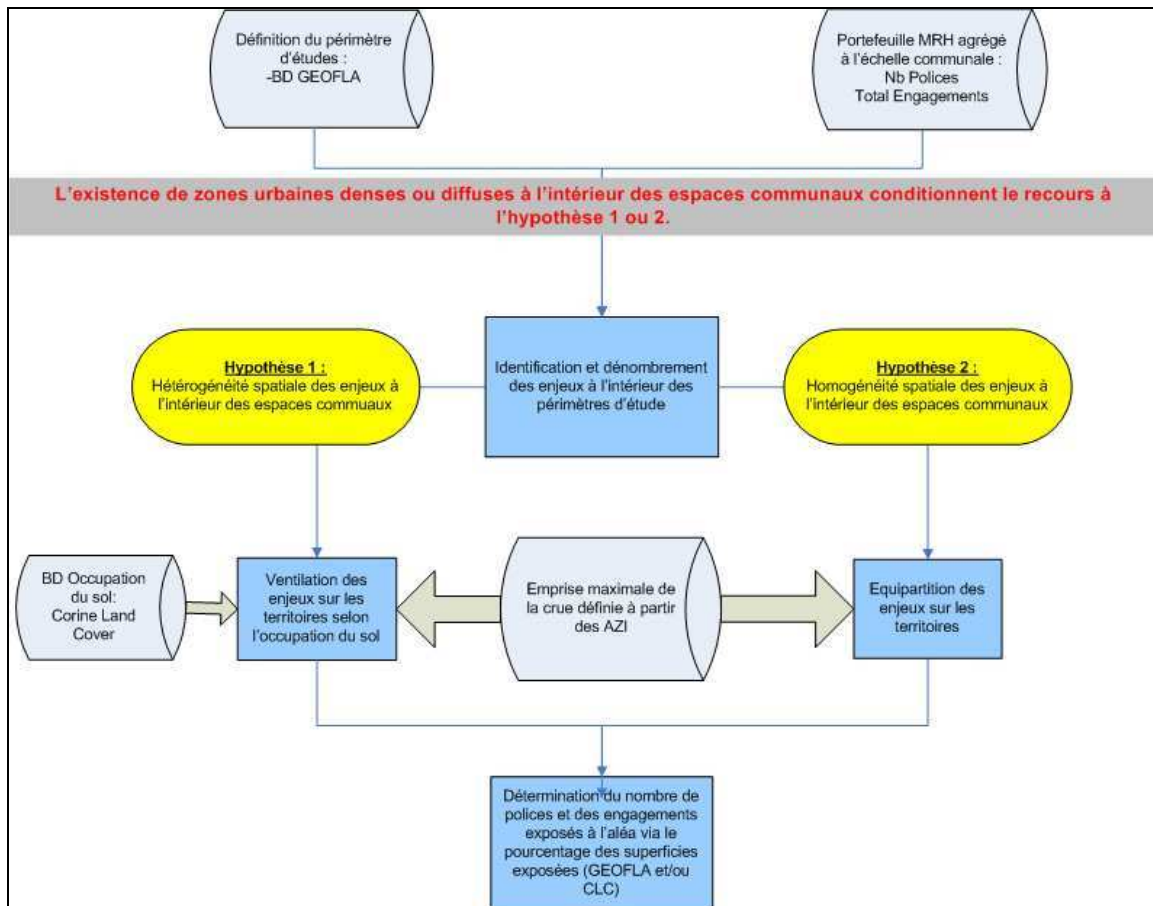 Définition du périmètre
d'études :
-BD GEOFLA
Portefeuille MRH agrégé
à l'échelle communale :
Nb Polices
Total Engagements
L'existence de zones urbaines denses ou diffuses à l'intérieur des espaces communaux conditionnent le recours à
l'hypothèse 1 ou 2.
Hypothèse 1 :
Hétérogénéité spatiale des enjeux à
l'intérieur des espaces commuaux
Identification et dénombrement
des enjeux à l'intérieur des
périmètres d'étude
Hypothèse 2 :
Homogénéité spatiale des enjeux à
l'intérieur des espaces communaux
BD Occupation
du sol:
Corine Land
Cover
Ventilation des
enjeux sur les
territoires selon
l'occupation du sol
Emprise maximale de
la crue définie à partir
des AZI
Equipartition des
enjeux sur les
territoires
Détermination du nombre de
polices et des engagements
exposés à l'aléa via le
pourcentage des superficies
exposées (GEOFLA et/ou
CLC)